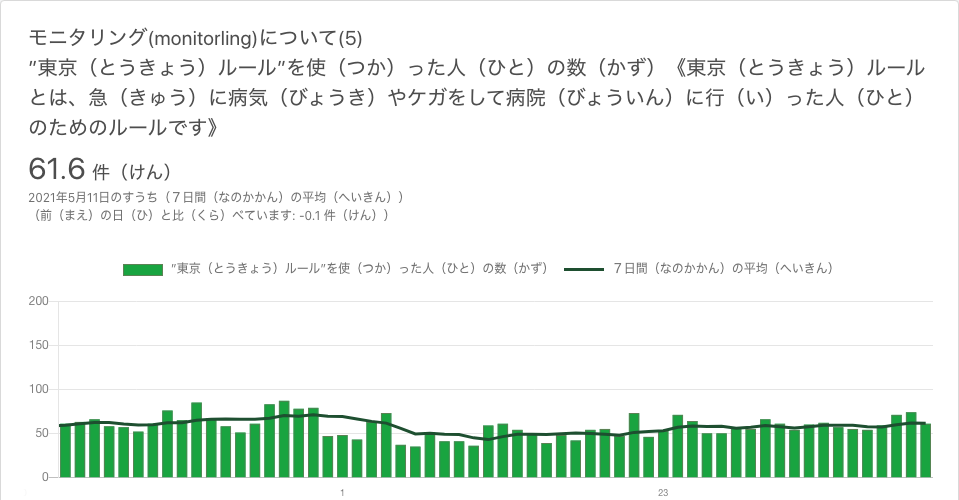 モニタリング(monitorling)について(5)
”東京（とうきょう）ルール”を使（つか）った人（ひと）の数（かず）《東京（とうきょう）ルール
とは、急（きゅう）に病気（びょうき）やケガをして病院（びょういん）に行（い）った人（ひと）
のためのルールです》
61.6 件（けん）
2021年5月11日のすうち（７日間（なのかかん）の平均（へいきん））
（前（まえ）の日（ひ）と比（くら）べています: -0.1 件（けん））
”東京（とうきょう）ルール”を使（つか）った人（ひと）の数（かず） ７日間（なのかかん）の平均（へいきん）
200
150
100
50
0
1 23